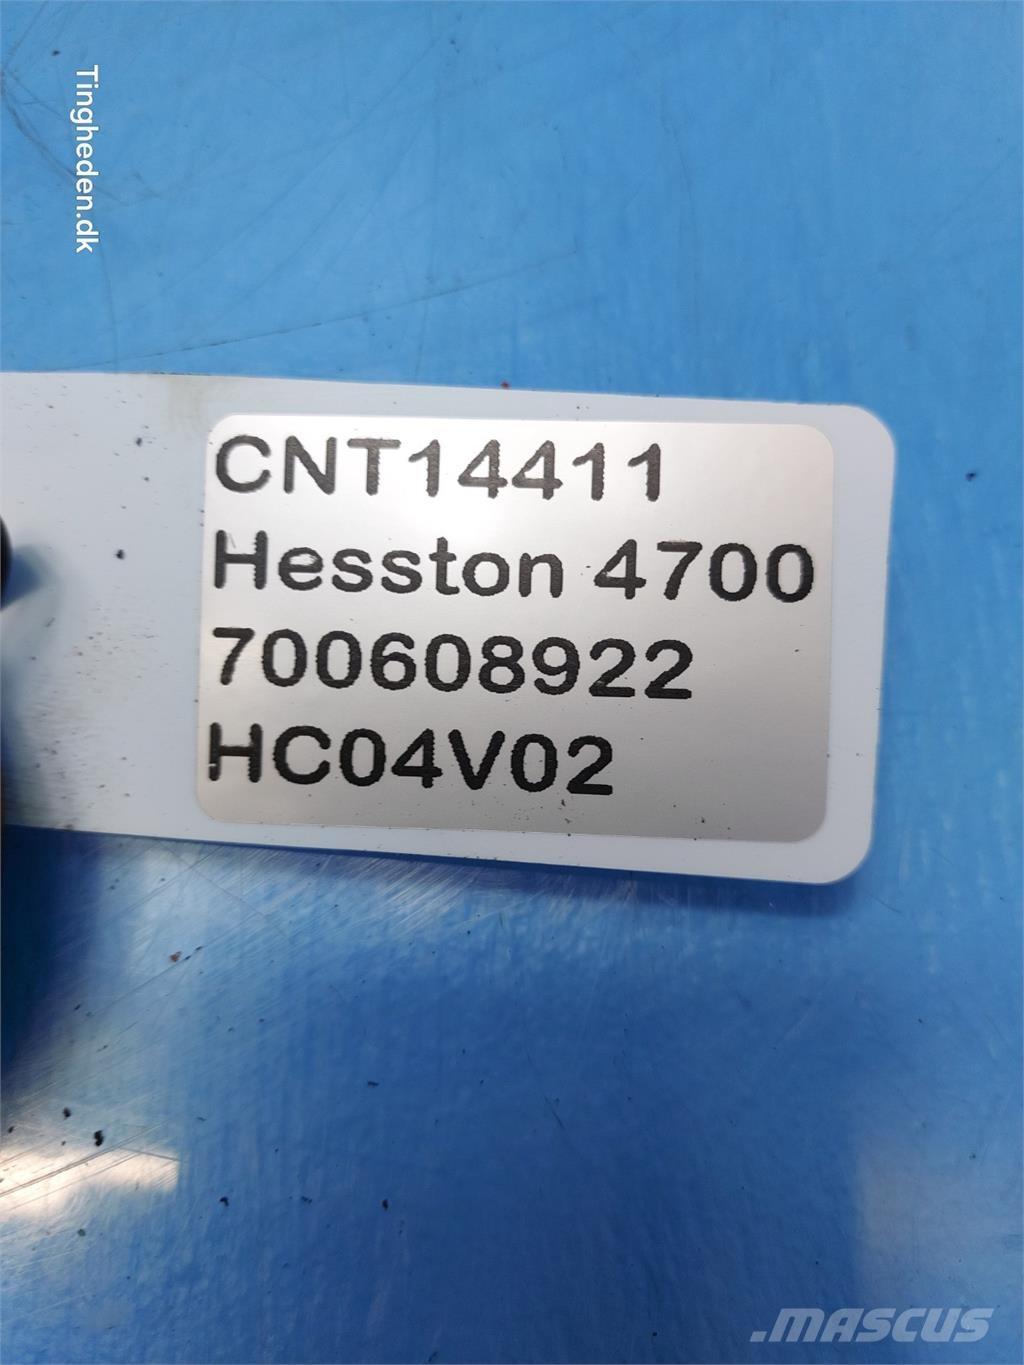 Tingheden.dk
CNT14411
Hesston 4700
700608922
HC04V02
.MASCUS